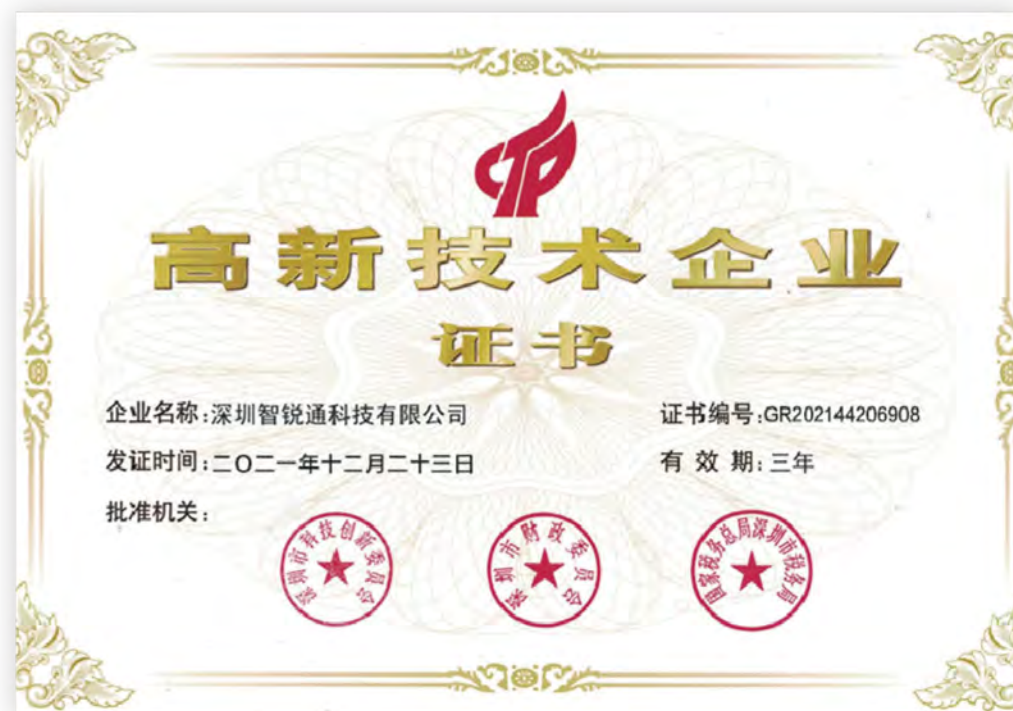 高新技术企业
证书
企业名称:深圳智锐通科技有限公司
证书编号:GR202144206908
发证时间:二〇二一年十二月二十三日
有效期:三年
批准机关:
深圳市科技创新委员会
深圳市财政委员会
国家税务总局深圳市税务局